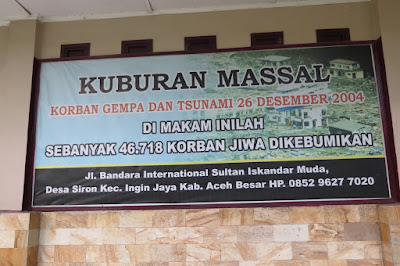 KUBURAN MASSAL
KORBAN GEMPA DAN TSUNAMI 26 DESEMBER 2004
DI MAKAM INILAH
SEBANYAK 46.718 KORBAN JIWA DIKEBUMIKAN
Jl. Bandara International Sultan Iskandar Muda,
Desa Siron Kec. Ingin Jaya Kab. Aceh Besar HP. 0852 9627 7020